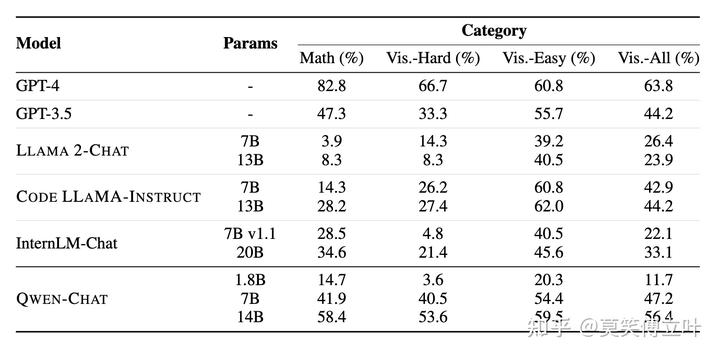 Model Params Category
Math (%) Vis.-Hard (%) Vis.-Easy (%) Vis.-All (%)
GPT-4 - 82.8 66.7 60.8 63.8
GPT-3.5 - 47.3 33.3 55.7 44.2
LLAMA 2-CHAT
7B 3.9 14.3 39.2 26.4
13B 8.3 8.3 40.5 23.9
CODE LLAMA-INSTRUCT
7B 14.3 26.2 60.8 42.9
13B 28.2 27.4 62.0 44.2
InternLM-Chat
7B v1.1 28.5 4.8 40.5 22.1
20B 34.6 21.4 45.6 33.1
QWEN-CHAT
1.8B 14.7 3.6 20.3 11.7
7B 41.9 40.5 54.4 47.2
14B 58.4 53.6 59.5 56.4
知乎 @莫笑傅立叶